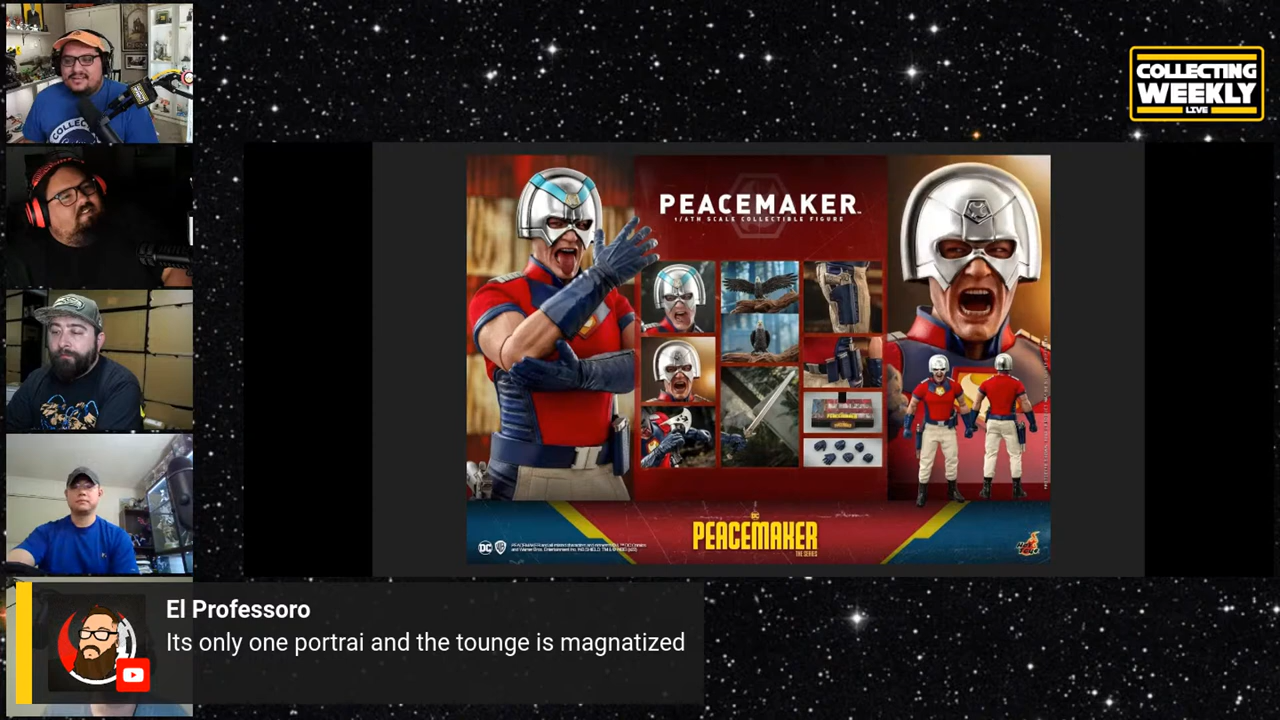 COLLECTING
WEEKLY
LIVE
PEACEMAKER
1/6TH SCALE COLLECTIBLE FIGURE
PEACEMAKER
THE SERIES
DC
El Professoro
Its only one portrai and the tounge is magnatized